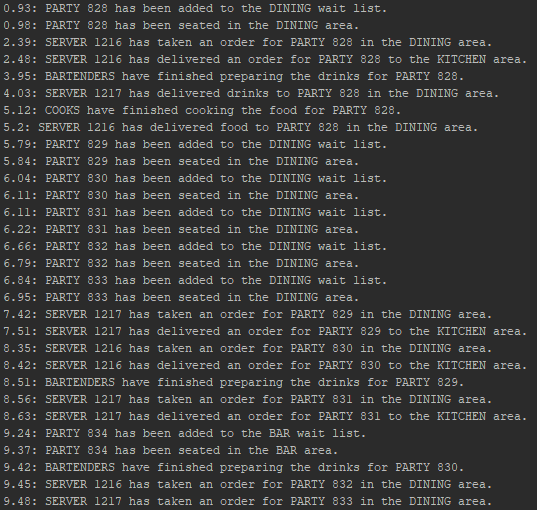 0.93: PARTY 828 has been added to the DINING wait list.
0.98: PARTY 828 has been seated in the DINING area.
2.39: SERVER 1216 has taken an order for PARTY 828 in the DINING area.
2.48: SERVER 1216 has delivered an order for PARTY 828 to the KITCHEN area.
3.95: BARTENDERS have finished preparing the drinks for PARTY 828.
4.03: SERVER 1217 has delivered drinks to PARTY 828 in the DINING area.
5.12: COOKS have finished cooking the food for PARTY 828.
5.2: SERVER 1216 has delivered food to PARTY 828 in the DINING area.
5.79: PARTY 829 has been added to the DINING wait list.
5.84: PARTY 829 has been seated in the DINING area.
6.04: PARTY 830 has been added to the DINING wait list.
6.11: PARTY 830 has been seated in the DINING area.
6.11: PARTY 831 has been added to the DINING wait list.
6.22: PARTY 831 has been seated in the DINING area.
6.66: PARTY 832 has been added to the DINING wait list.
6.79: PARTY 832 has been seated in the DINING area.
6.84: PARTY 833 has been added to the DINING wait list.
6.95: PARTY 833 has been seated in the DINING area.
7.42: SERVER 1217 has taken an order for PARTY 829 in the DINING area.
7.51: SERVER 1217 has delivered an order for PARTY 829 to the KITCHEN area.
8.35: SERVER 1216 has taken an order for PARTY 830 in the DINING area.
8.42: SERVER 1216 has delivered an order for PARTY 830 to the KITCHEN area.
8.51: BARTENDERS have finished preparing the drinks for PARTY 829.
8.56: SERVER 1217 has taken an order for PARTY 831 in the DINING area.
8.63: SERVER 1217 has delivered an order for PARTY 831 to the KITCHEN area.
9.24: PARTY 834 has been added to the BAR wait list.
9.37: PARTY 834 has been seated in the BAR area.
9.42: BARTENDERS have finished preparing the drinks for PARTY 830.
9.45: SERVER 1216 has taken an order for PARTY 832 in the DINING area.
9.48: SERVER 1217 has taken an order for PARTY 833 in the DINING area.